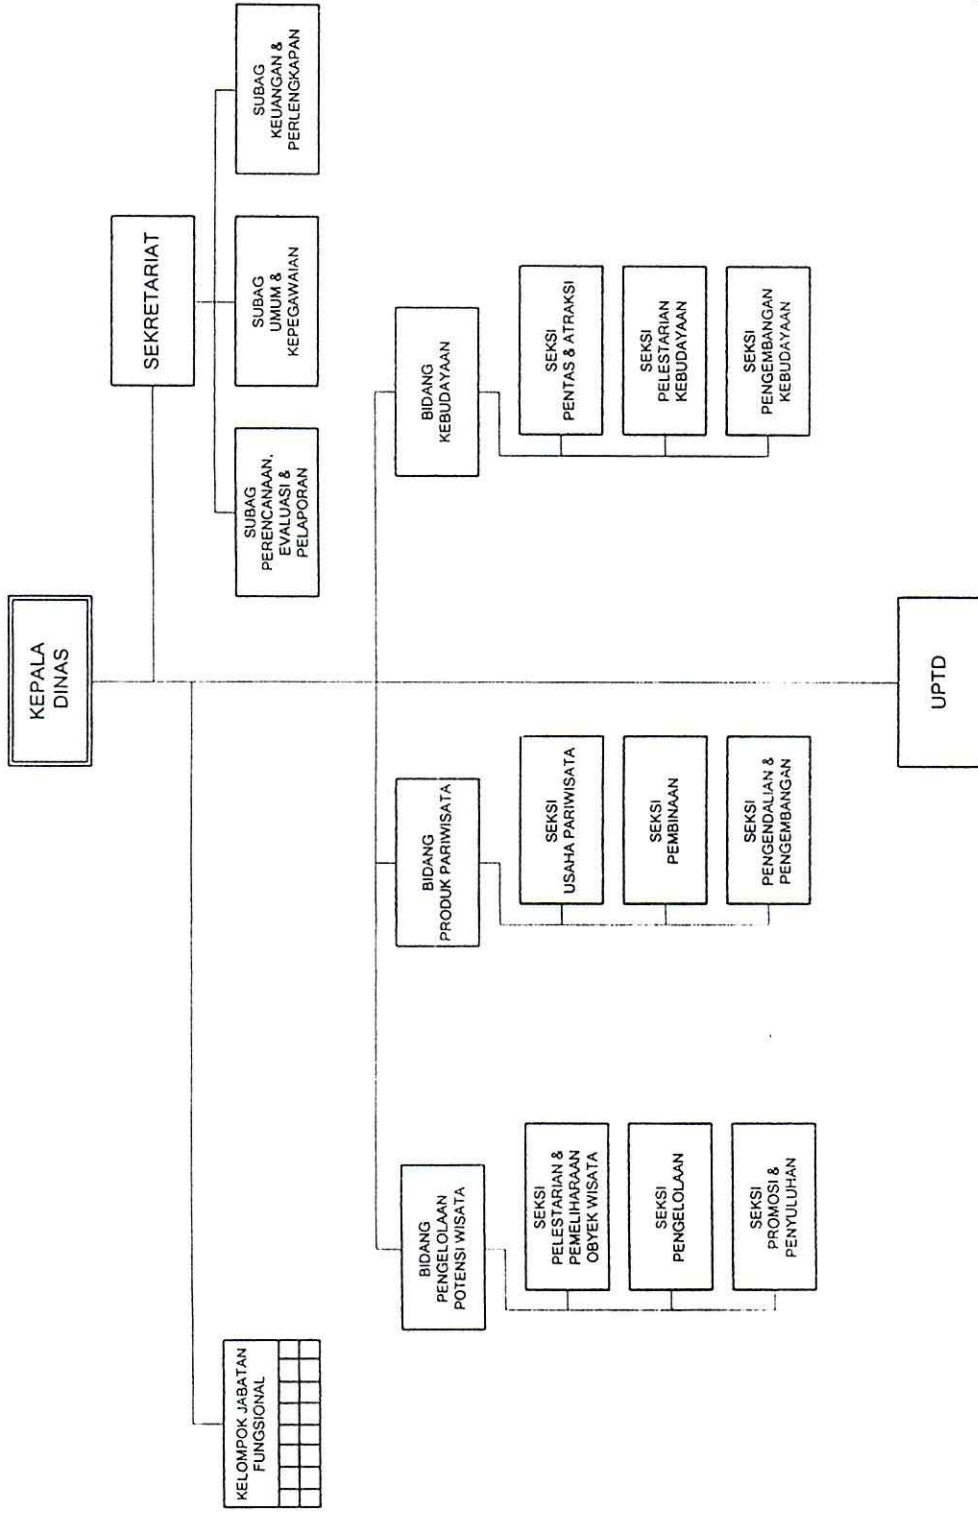 KEPALA
DINAS
SEKRETARIAT
SUBAG
PERENCANAAN,
EVALUASI &
PELAPORAN
SUBAG
UMUM &
KEPEGAWAIAN
SUBAG
KEUANGAN &
PERLENGKAPAN
KELOMPOK JABATAN
FUNGSIONAL
BIDANG
PENGELOLAAN
POTENSI WISATA
SEKSI
PELESTARIAN &
PEMELIHARAAN
OBYEK WISATA
SEKSI
PENGELOLAAN
SEKSI
PROMOSI &
PENYULUHAN
BIDANG
PRODUK PARIWISATA
SEKSI
USAHA PARIWISATA
SEKSI
PEMBINAAN
SEKSI
PENGENDALIAN &
PENGEMBANGAN
BIDANG
KEBUDAYAAN
SEKSI
PENTAS & ATRAKSI
SEKSI
PELESTARIAN
KEBUDAYAAN
SEKSI
PENGEMBANGAN
KEBUDAYAAN
UPTD